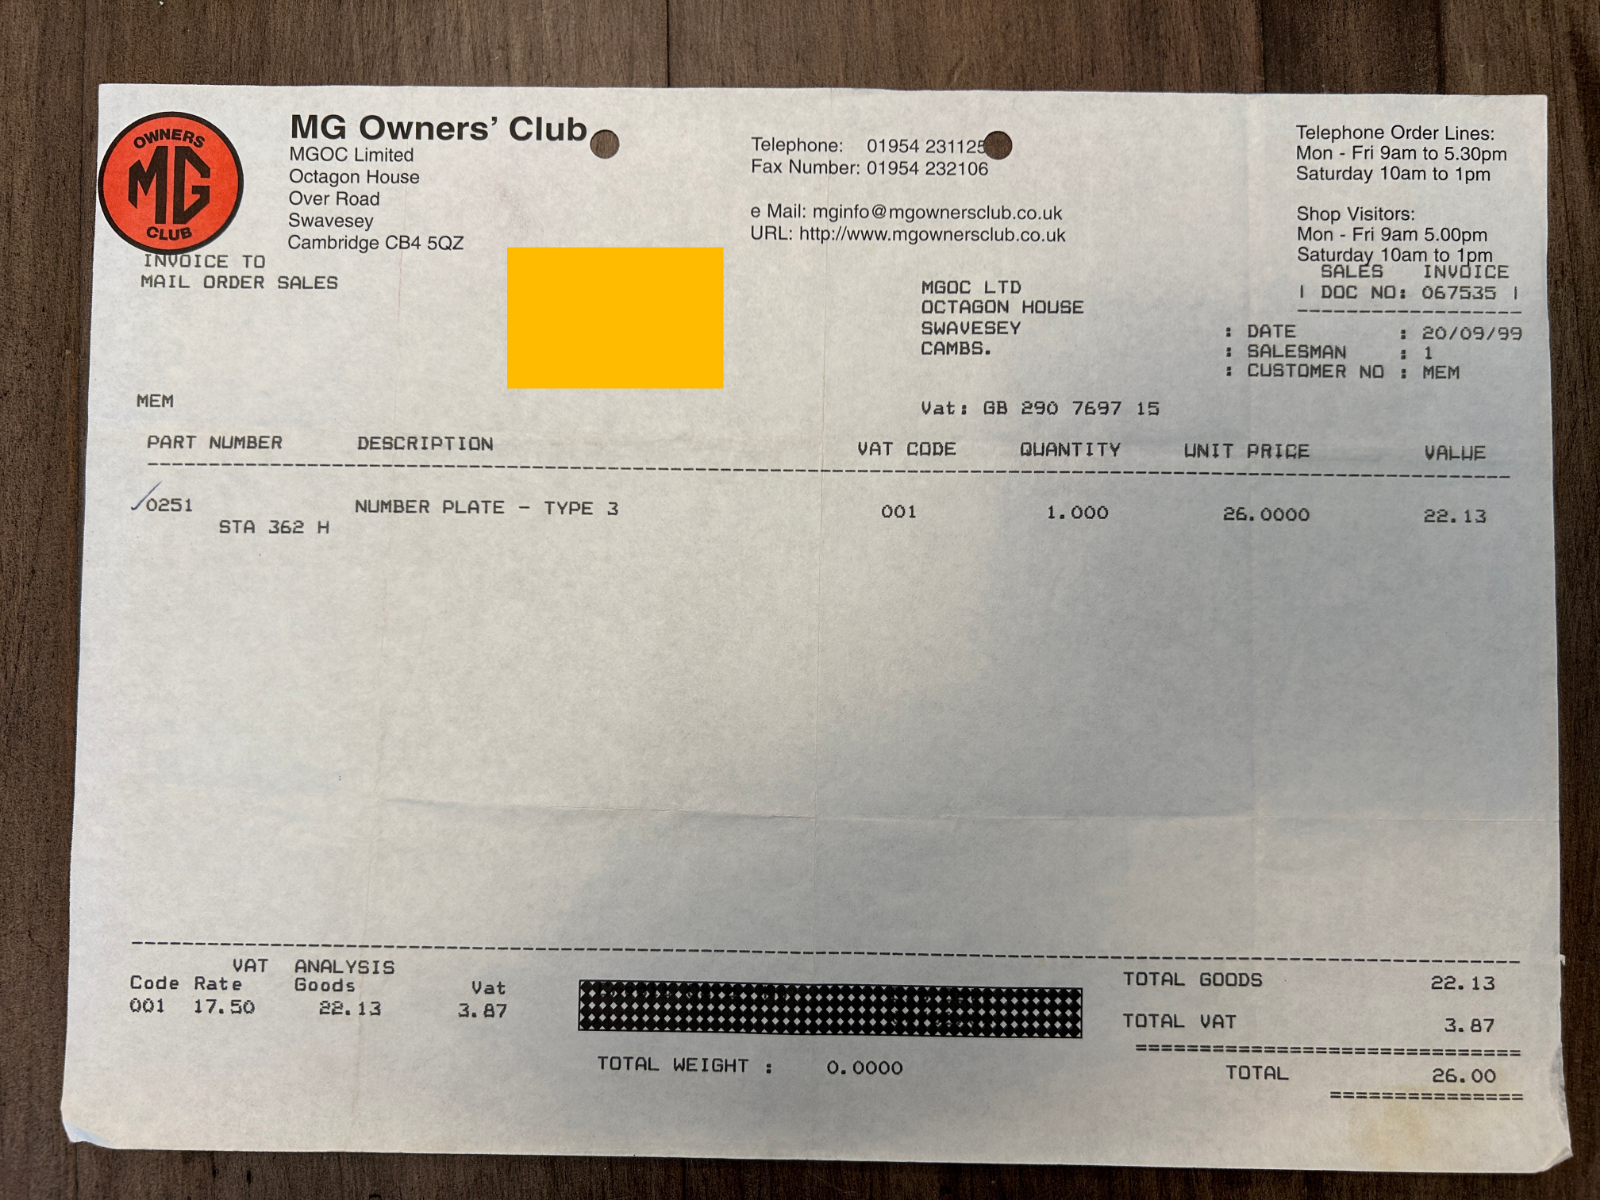 OWNERS
MG
CLUB
MG Owners' Club
MGOC Limited
Octagon House
Over Road
Swavesey
Cambridge CB4 5QZ
Telephone: 01954 231125
Fax Number: 01954 232106
e Mail: mginfo@mgownersclub.co.uk
URL: http://www.mgownersclub.co.uk
Telephone Order Lines:
Mon - Fri 9am to 5.30pm
Saturday 10am to 1pm
Shop Visitors:
Mon - Fri 9am 5.00pm
Saturday 10am to 1pm
INVOICE TO
MAIL ORDER SALES
MEM
MGOC LTD
OCTAGON HOUSE
SWAVESEY
CAMBS.
Vat: GB 290 7697 15
SALES INVOICE
| DOC NO: 067535 |
: DATE : 20/09/99
: SALESMAN : 1
: CUSTOMER NO : MEM
PART NUMBER DESCRIPTION VAT CODE QUANTITY UNIT PRICE VALUE
0251 NUMBER PLATE - TYPE 3 001 1.000 26.0000 22.13
STA 362 H
VAT ANALYSIS
Code Rate Goods Vat
001 17.50 22.13 3.87
TOTAL WEIGHT : 0.0000
TOTAL GOODS 22.13
TOTAL VAT 3.87
TOTAL 26.00